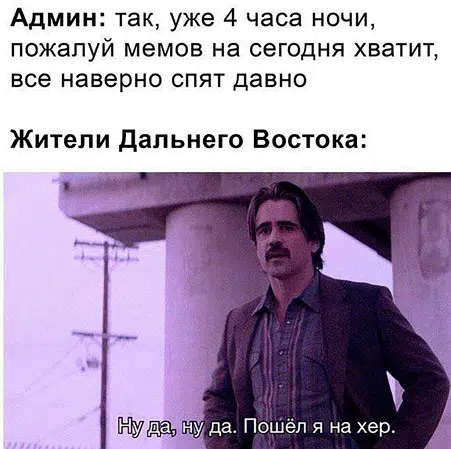 Админ: так, уже 4 часа ночи,
пожалуй мемов на сегодня хватит,
все наверно спят давно
Жители Дальнего Востока:
Ну да, ну да. Пошёл я на хер.